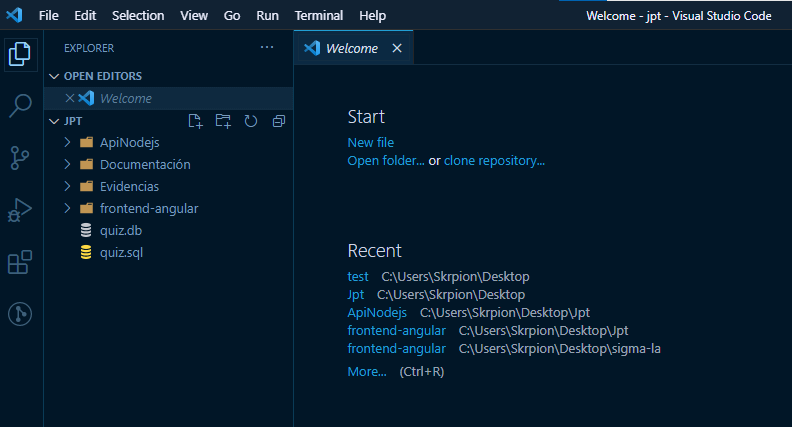 File Edit Selection View Go Run Terminal Help Welcome - jpt - Visual Studio Code
EXPLORER ...
OPEN EDITORS
Welcome
JPT
ApiNodejs
Documentación
Evidencias
frontend-angular
quiz.db
quiz.sql
Welcome
Start
New file
Open folder... or clone repository...
Recent
test C:\Users\Skrpion\Desktop
Jpt C:\Users\Skrpion\Desktop
ApiNodejs C:\Users\Skrpion\Desktop\Jpt
frontend-angular C:\Users\Skrpion\Desktop\Jpt
frontend-angular C:\Users\Skrpion\Desktop\sigma-la
More... (Ctrl+R)